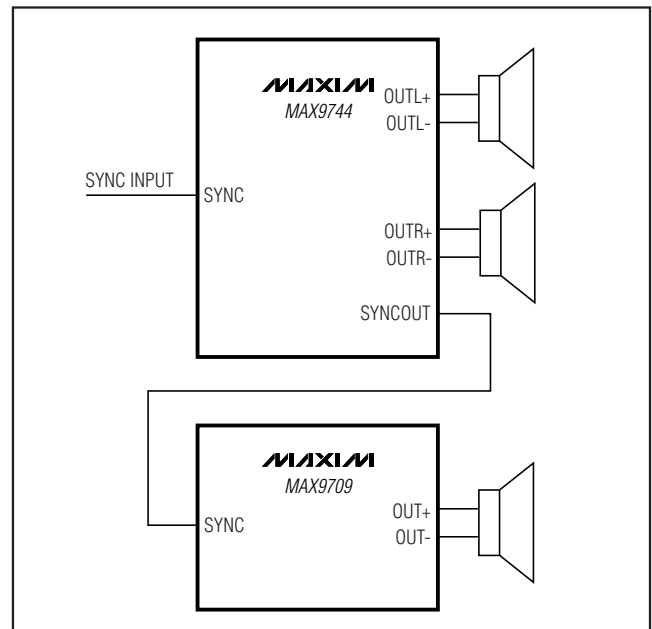 MAXIM
MAX9744
OUTL+
OUTL-
SYNC INPUT
SYNC
OUTR+
OUTR-
SYNCOUT
MAXIM
MAX9709
OUT+
SYNC
OUT-